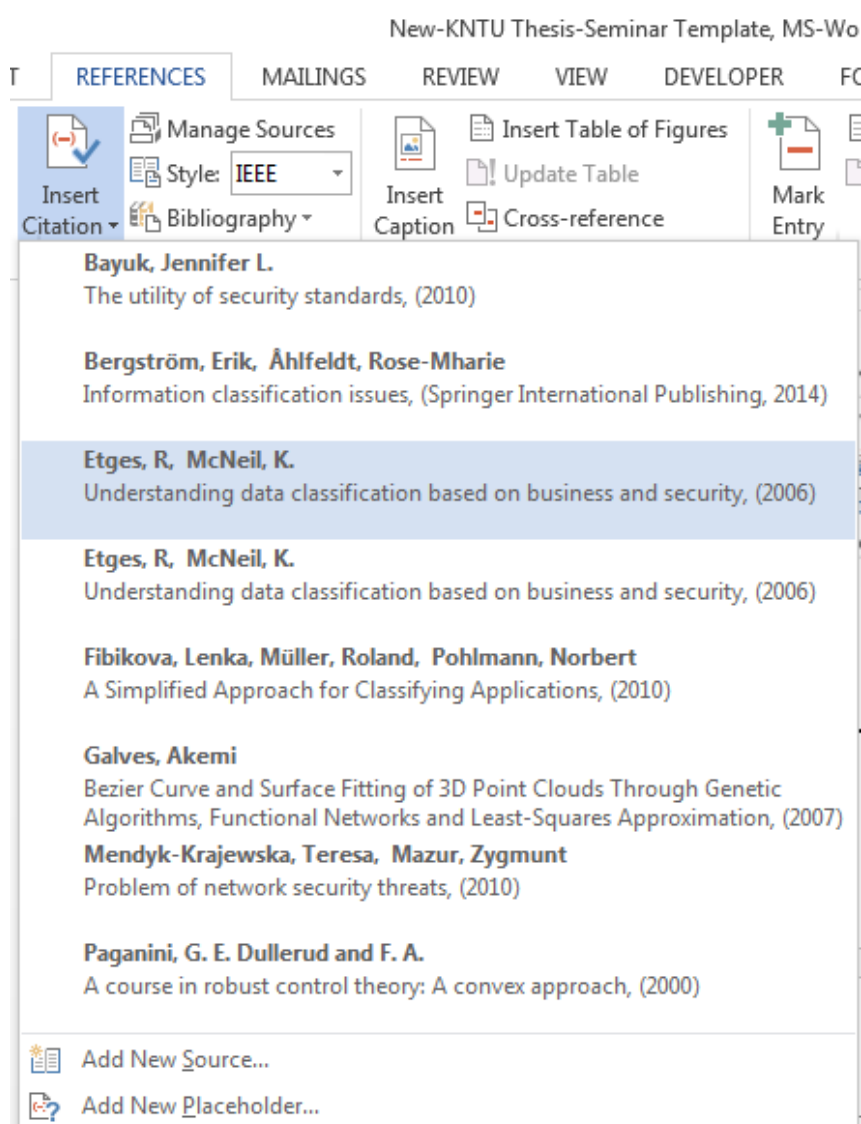 New-KNTU Thesis-Seminar Template, MS-Wo
T REFERENCES MAILINGS REVIEW VIEW DEVELOPER FO
Manage Sources
Style: IEEE
Bibliography
Insert
Citation
Insert
Caption
Insert Table of Figures
Update Table
Cross-reference
Mark
Entry
Bayuk, Jennifer L.
The utility of security standards, (2010)
Bergström, Erik, Åhlfeldt, Rose-Mharie
Information classification issues, (Springer International Publishing, 2014)
Etges, R, McNeil, K.
Understanding data classification based on business and security, (2006)
Etges, R, McNeil, K.
Understanding data classification based on business and security, (2006)
Fibikova, Lenka, Müller, Roland, Pohlmann, Norbert
A Simplified Approach for Classifying Applications, (2010)
Galves, Akemi
Bezier Curve and Surface Fitting of 3D Point Clouds Through Genetic
Algorithms, Functional Networks and Least-Squares Approximation, (2007)
Mendyk-Krajewska, Teresa, Mazur, Zygmunt
Problem of network security threats, (2010)
Paganini, G. E. Dullerud and F. A.
A course in robust control theory: A convex approach, (2000)
Add New Source...
Add New Placeholder...